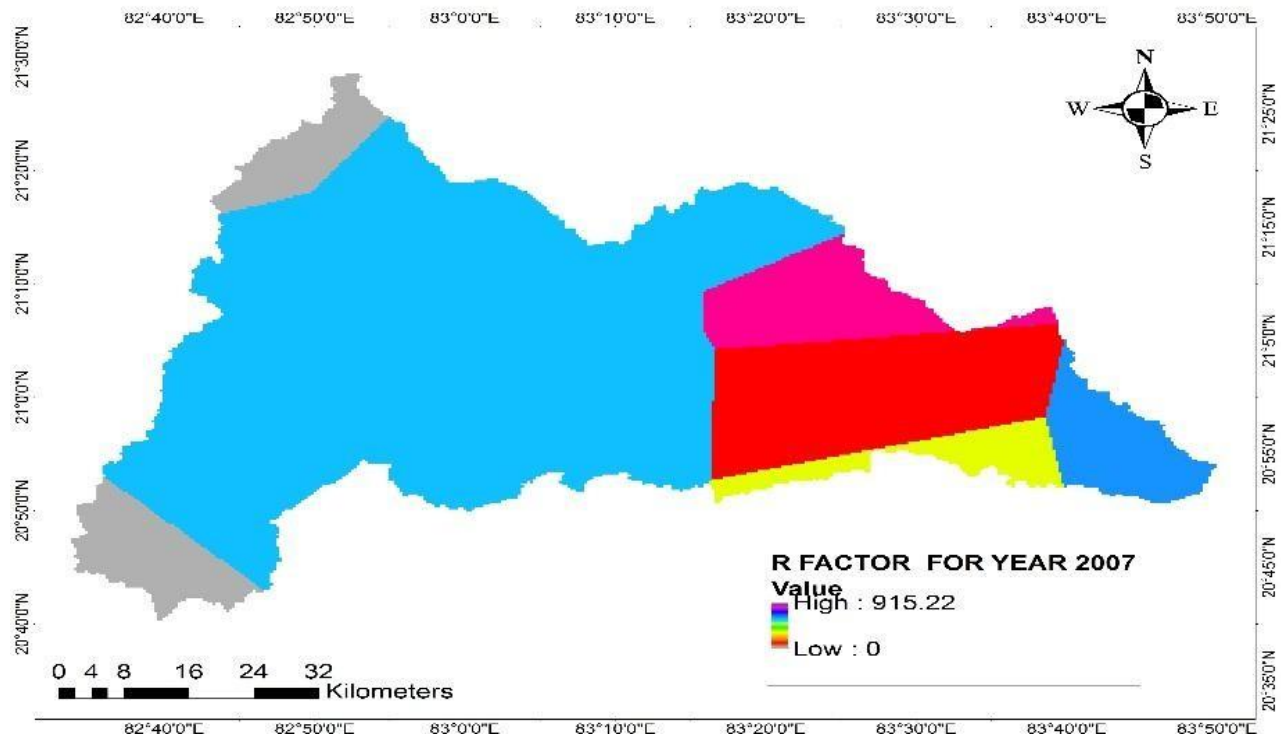 82°40'0"E 82°50'0"E 83°0'0"E 83°10'0"E 83°20'0"E 83°30'0"E 83°40'0"E 83°50'0"E
21°30'0"N
21°20'0"N
21°10'0"N
21°0'0"N
20°50'0"N
20°40'0"N
N
W E
S
21°25'0"N
21°15'0"N
21°5'0"N
20°55'0"N
20°45'0"N
20°35'0"N
R FACTOR FOR YEAR 2007
Value
High : 915.22
Low : 0
0 4 8 16 24 32
Kilometers
82°40'0"E 82°50'0"E 83°0'0"E 83°10'0"E 83°20'0"E 83°30'0"E 83°40'0"E 83°50'0"E